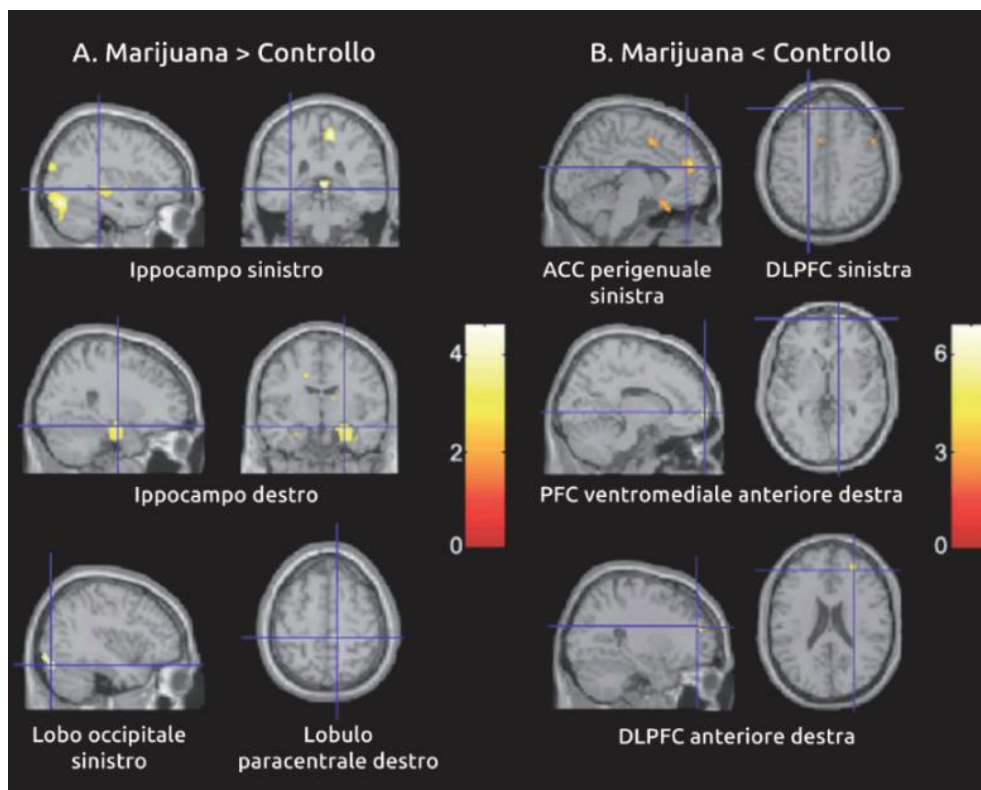 A. Marijuana > Controllo
B. Marijuana < Controllo
Ippocampo sinistro
ACC perigenuale
sinistra
DLPFC sinistra
4
2
0
6
3
0
Ippocampo destro
PFC ventromediale anteriore destra
Lobo occipitale
sinistro
Lobulo
paracentrale destro
DLPFC anteriore destra